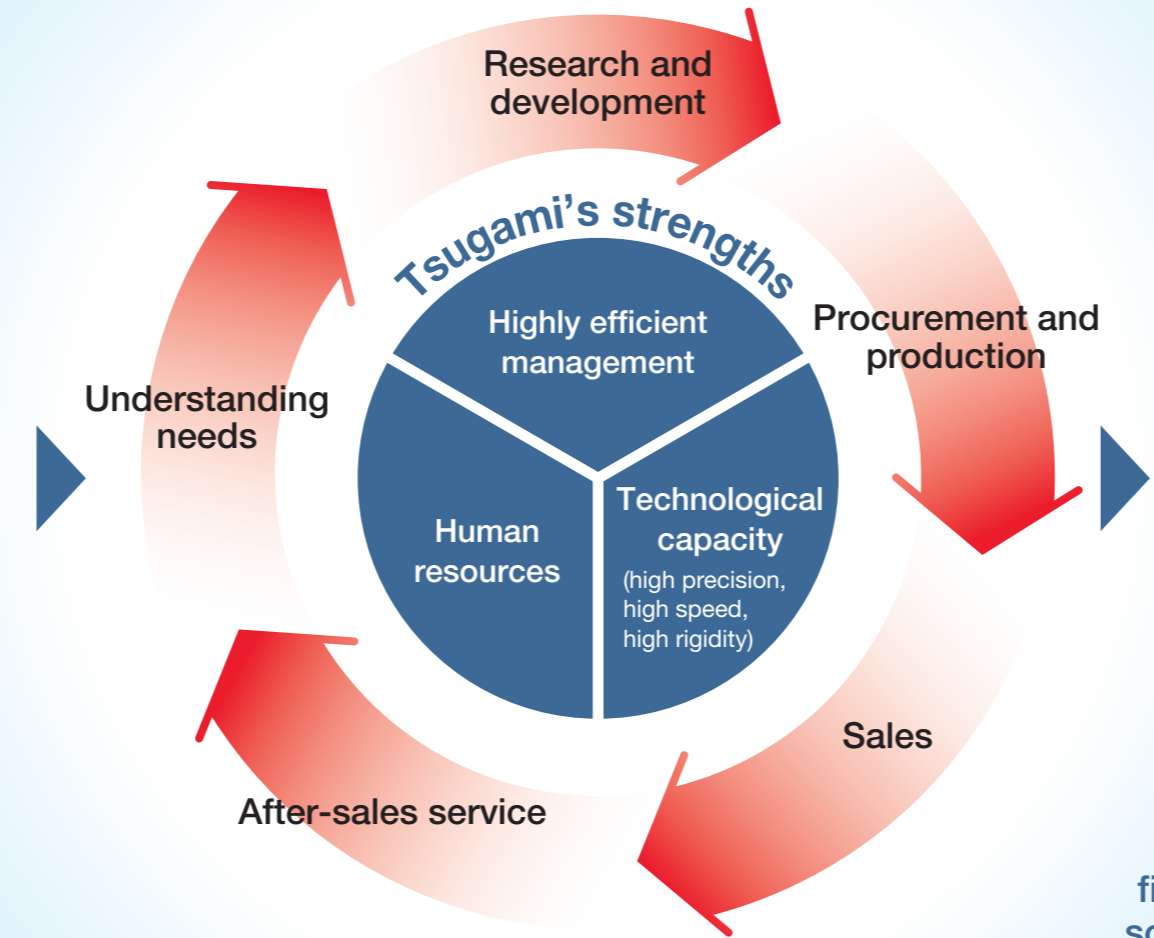 Research and
development
Tsugami's strengths
Highly efficient
management
Procurement and
production
Understanding
needs
Human
resources
Technological
capacity
(high precision,
high speed,
high rigidity)
Sales
After-sales service